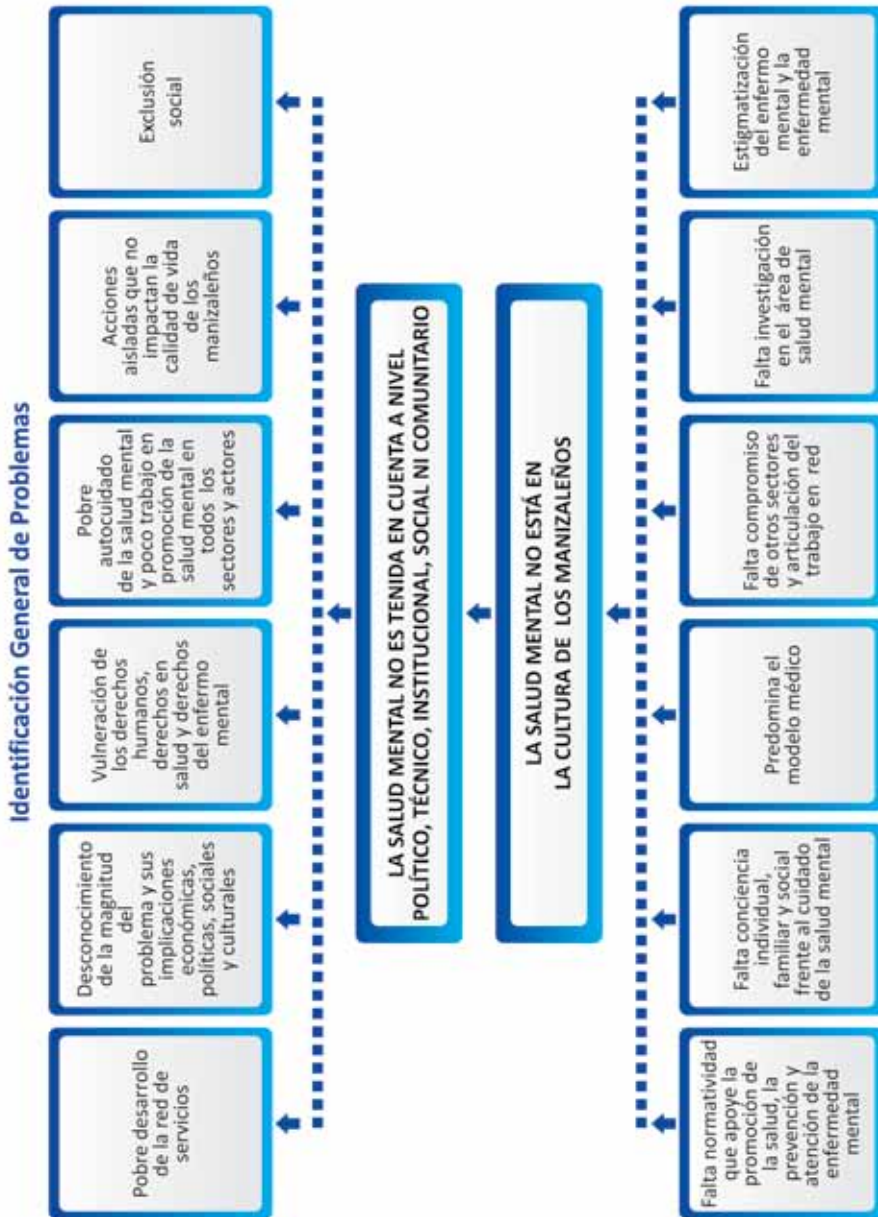 Identificación General de Problemas
Pobre desarrollo
de la red de
servicios
Desconocimiento
de la magnitud
del
problema y sus
implicaciones
económicas,
políticas, sociales
y culturales
Vulneración de
los derechos
humanos,
derechos en
salud y derechos
del enfermo
mental
Pobre
autocuidado
de la salud mental
y poco trabajo en
promoción de la
salud mental en
todos los
sectores y actores
Acciones
aisladas que no
impactan la
calidad de vida
de los
manizaleños
Exclusión
social
LA SALUD MENTAL NO ES TENIDA EN CUENTA A NIVEL
POLÍTICO, TÉCNICO, INSTITUCIONAL, SOCIAL NI COMUNITARIO
LA SALUD MENTAL NO ESTÁ EN
LA CULTURA DE LOS MANIZALEÑOS
Falta normatividad
que apoye la
promoción de
la salud, la
prevención y
atención de la
enfermedad
mental
Falta conciencia
individual,
familiar y social
frente al cuidado
de la salud mental
Predomina el
modelo médico
Falta compromiso
de otros sectores
y articulación del
trabajo en red
Falta investigación
en el área de
salud mental
Estigmatización
del enfermo
mental y la
enfermedad
mental